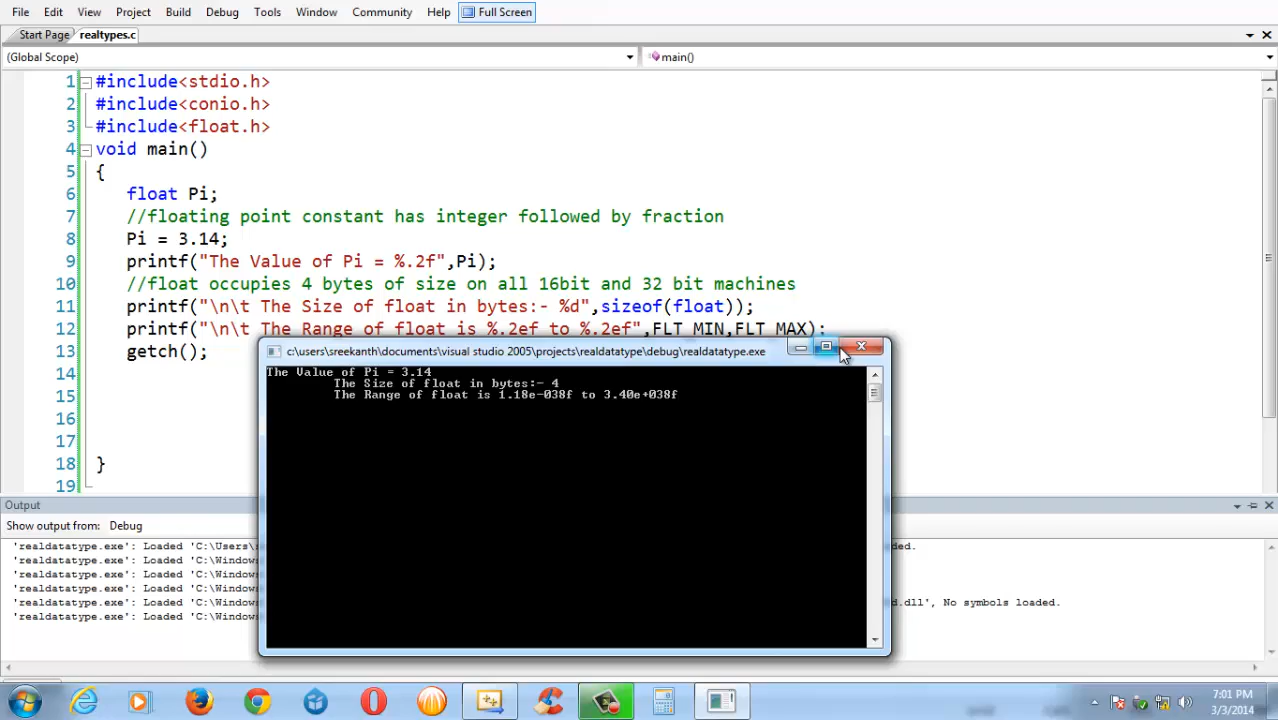 File Edit View Project Build Debug Tools Window Community Help Full Screen
Start Page realtypes.c
(Global Scope) main()
1 #include<stdio.h>
2 #include<conio.h>
3 #include<float.h>
4 void main()
5 {
6 float Pi;
7 //floating point constant has integer followed by fraction
8 Pi = 3.14;
9 printf("The Value of Pi = %.2f",Pi);
10 //float occupies 4 bytes of size on all 16bit and 32 bit machines
11 printf("\n\t The Size of float in bytes:- %d",sizeof(float));
12 printf("\n\t The Range of float is %.2ef to %.2ef",FLT_MIN,FLT_MAX);
13 getch();
14
15
16
17
18 }
19
c:\users\sreekanth\documents\visual studio 2005\projects\realdatatype\debug\realdatatype.exe
The Value of Pi = 3.14
The Size of float in bytes:- 4
The Range of float is 1.18e-038f to 3.40e+038f
Output
Show output from: Debug
'realdatatype.exe': Loaded 'C:\Users\ ded.
'realdatatype.exe': Loaded 'C:\Window
'realdatatype.exe': Loaded 'C:\Window
'realdatatype.exe': Loaded 'C:\Window
'realdatatype.exe': Loaded 'C:\Window d.dll', No symbols loaded.
'realdatatype.exe': Loaded 'C:\Window
7:01 PM
3/3/2014